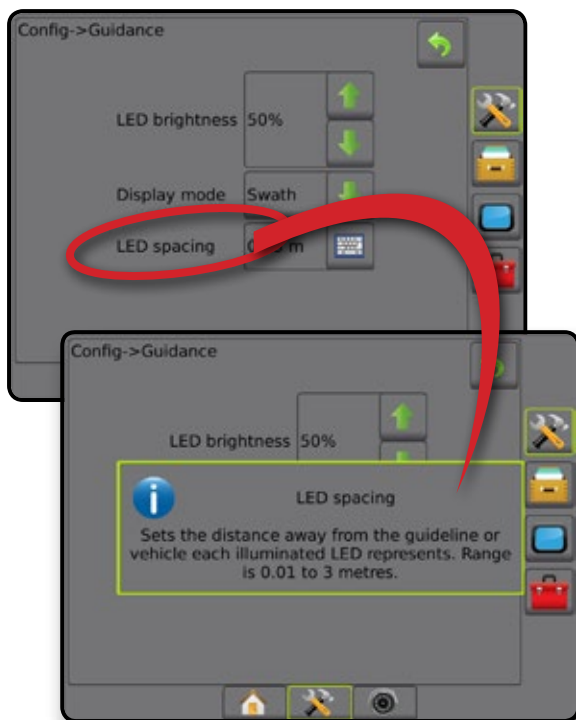 Config->Guidance
LED brightness 50%
Display mode Swath
LED spacing m
Config->Guidance
LED brightness 50%
LED spacing
Sets the distance away from the guideline or
vehicle each illuminated LED represents. Range
is 0.01 to 3 metres.